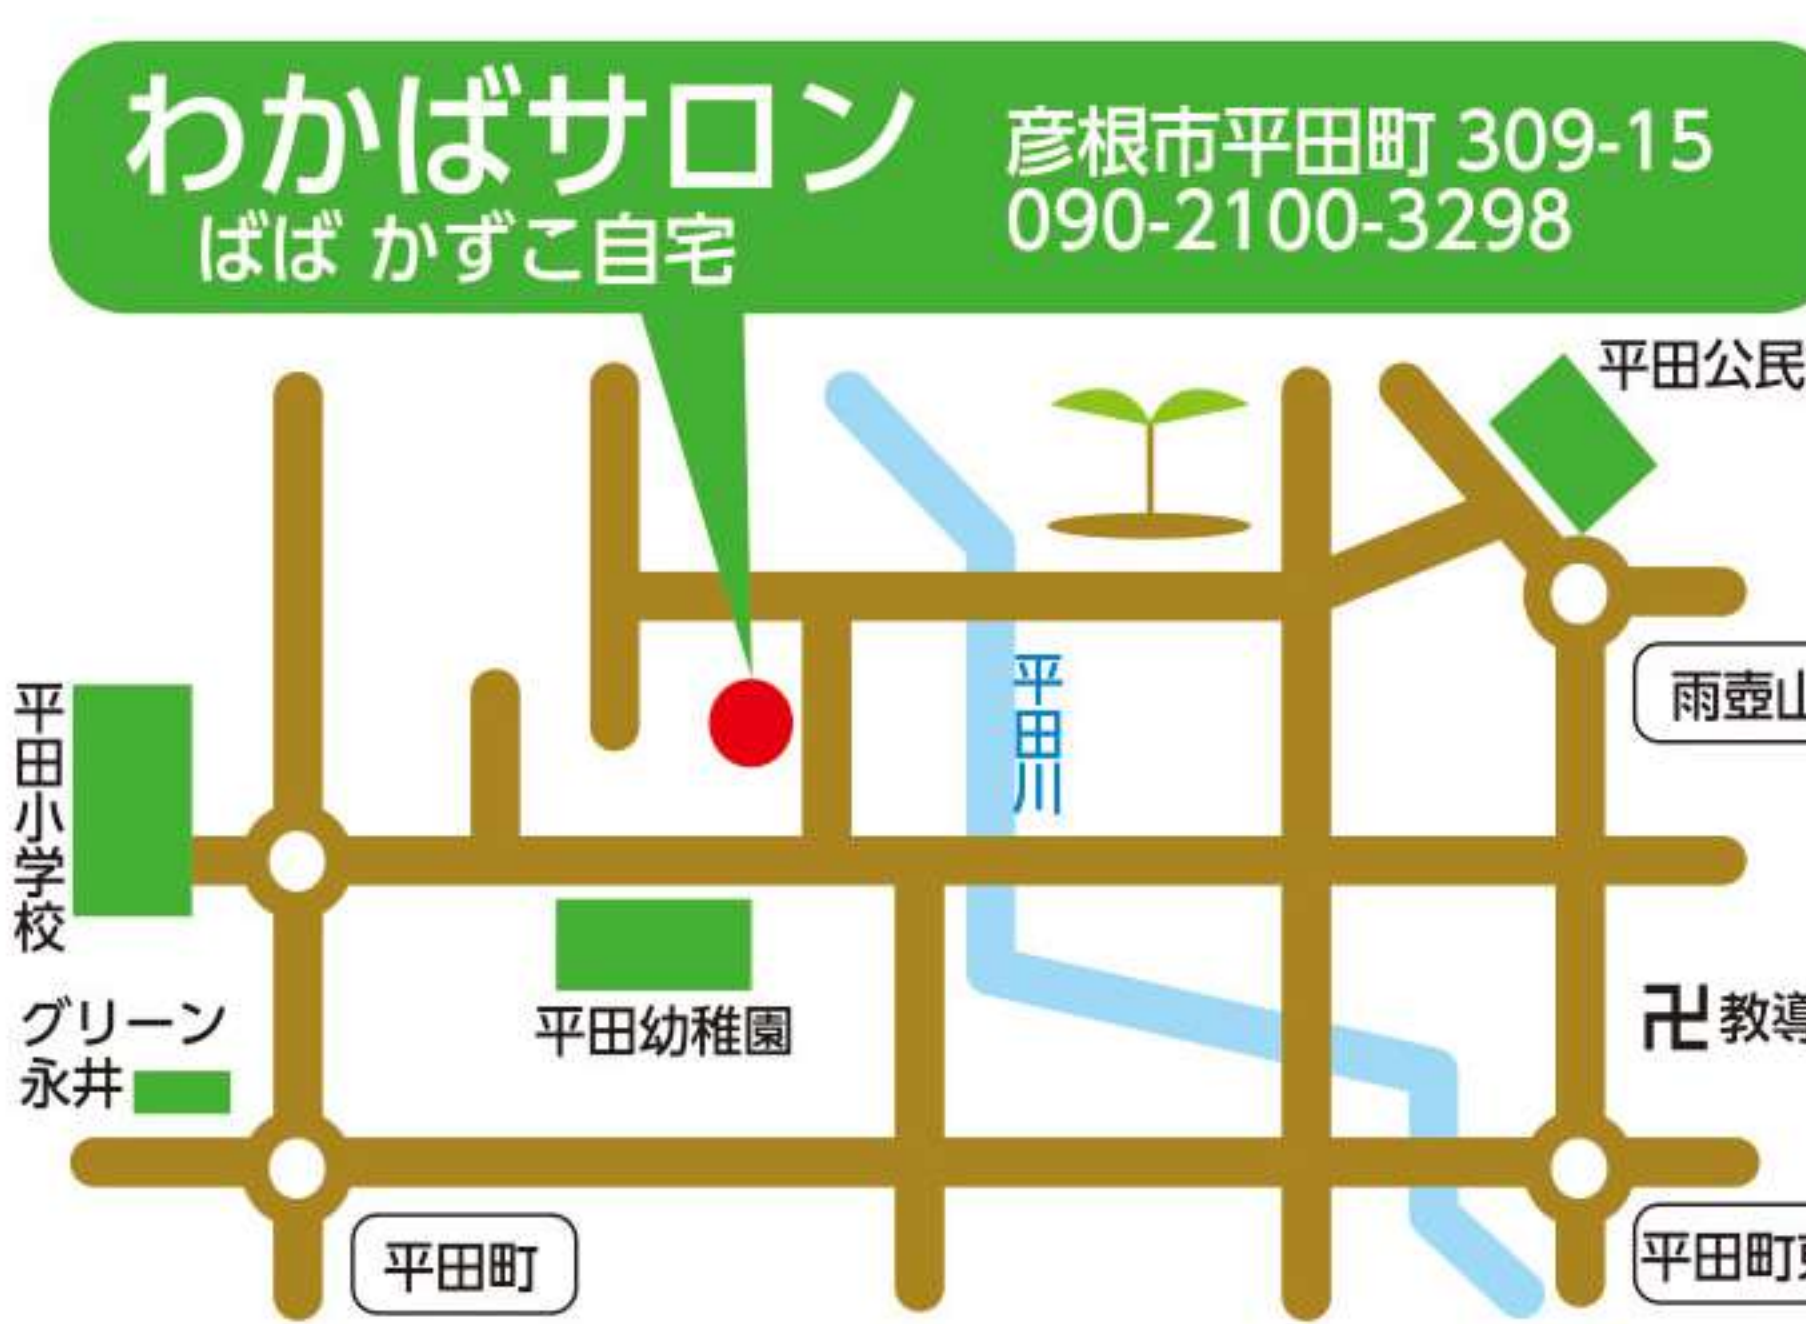 わかばサロン
ばば かずこ自宅
彦根市平田町 309-15
090-2100-3298
平田公民
平田川
雨壺山
平田小学校
グリーン
永井
平田幼稚園
卍教導
平田町
平田町東